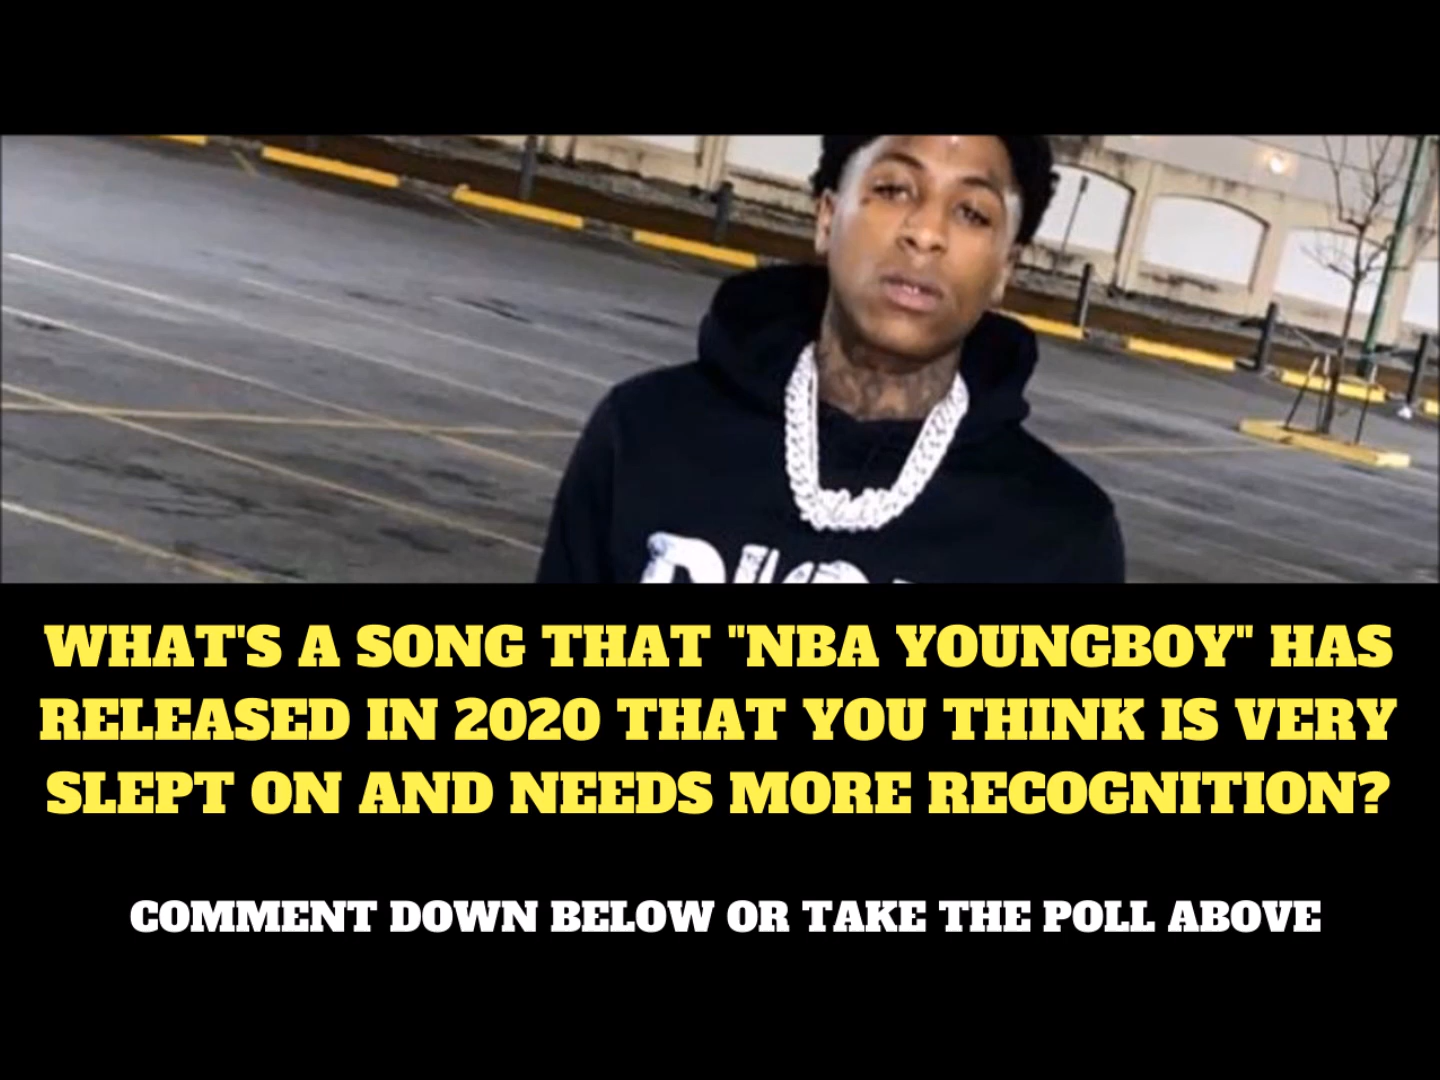 WHAT'S A SONG THAT "NBA YOUNGBOY" HAS
RELEASED IN 2020 THAT YOU THINK IS VERY
SLEPT ON AND NEEDS MORE RECOGNITION?
COMMENT DOWN BELOW OR TAKE THE POLL ABOVE